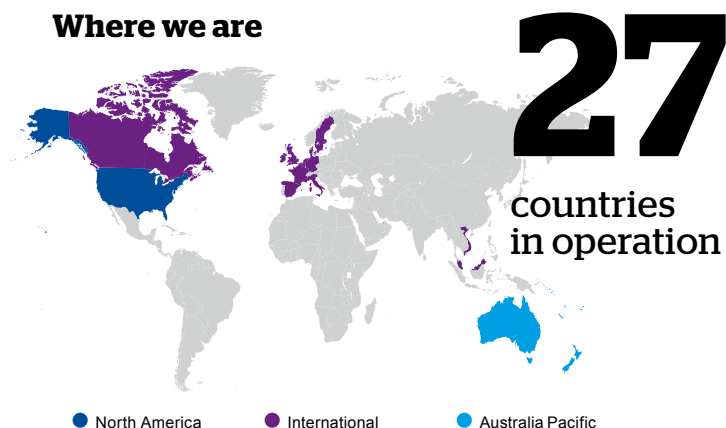 Where we are
27
countries
in operation
North America
International
Australia Pacific